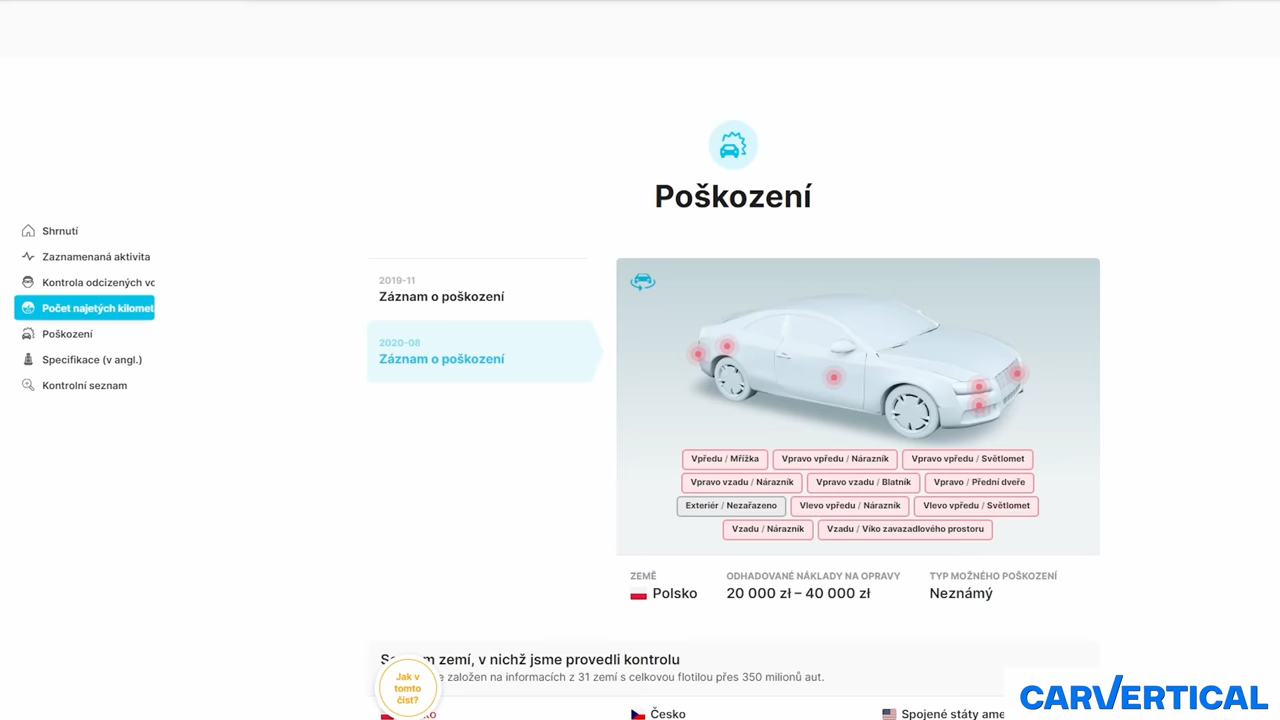 Poškození
Shrnutí
Zaznamenaná aktivita
Kontrola odcizených vc
Počet najetých kilomet
Poškození
Specifikace (v angl.)
Kontrolní seznam
2019-11
Záznam o poškození
2020-08
Záznam o poškození
Vpředu / Mřížka
Vpravo vpředu / Nárazník
Vpravo vpředu / Světlomet
Vpravo vzadu / Nárazník
Vpravo vzadu / Blatník
Vpravo / Přední dveře
Exteriér / Nezařazeno
Vlevo vpředu / Nárazník
Vlevo vpředu / Světlomet
Vzadu / Nárazník
Vzadu / Víko zavazadlového prostoru
ZEMĚ
Polsko
ODHADOVANÉ NÁKLADY NA OPRAVY
20 000 zł – 40 000 zł
TYP MOŽNÉHO POŠKOZENÍ
Neznámý
zemí, v nichž jsme provedli kontrolu
založen na informacích z 31 zemí s celkovou flotilou přes 350 milionů aut.
Jak v
tomto
číst?
Česko
Spojené státy ame
CARVERTICAL